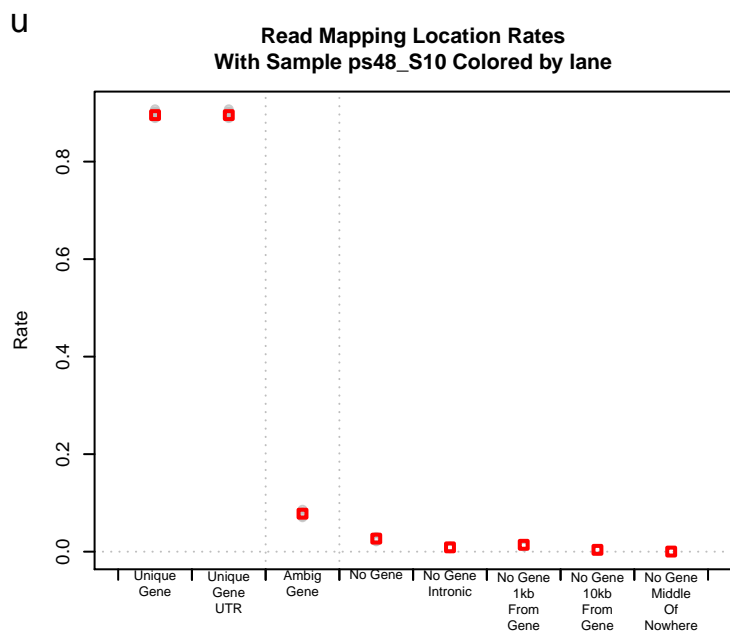 u
Read Mapping Location Rates
With Sample ps48_S10 Colored by lane
Rate
0.8
0.6
0.4
0.2
0.0
Unique
Gene
Unique
Gene
UTR
Ambig
Gene
No Gene
No Gene
Intronic
No Gene
1kb
From
Gene
No Gene
10kb
From
Gene
No Gene
Middle
Of
Nowhere